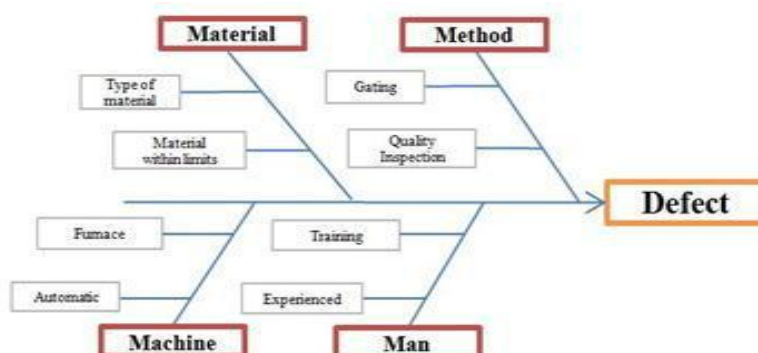 Material
Method
Type of
material
Gating
Material
within limits
Quality
Inspection
Defect
Furnace
Training
Automatic
Experienced
Machine
Man